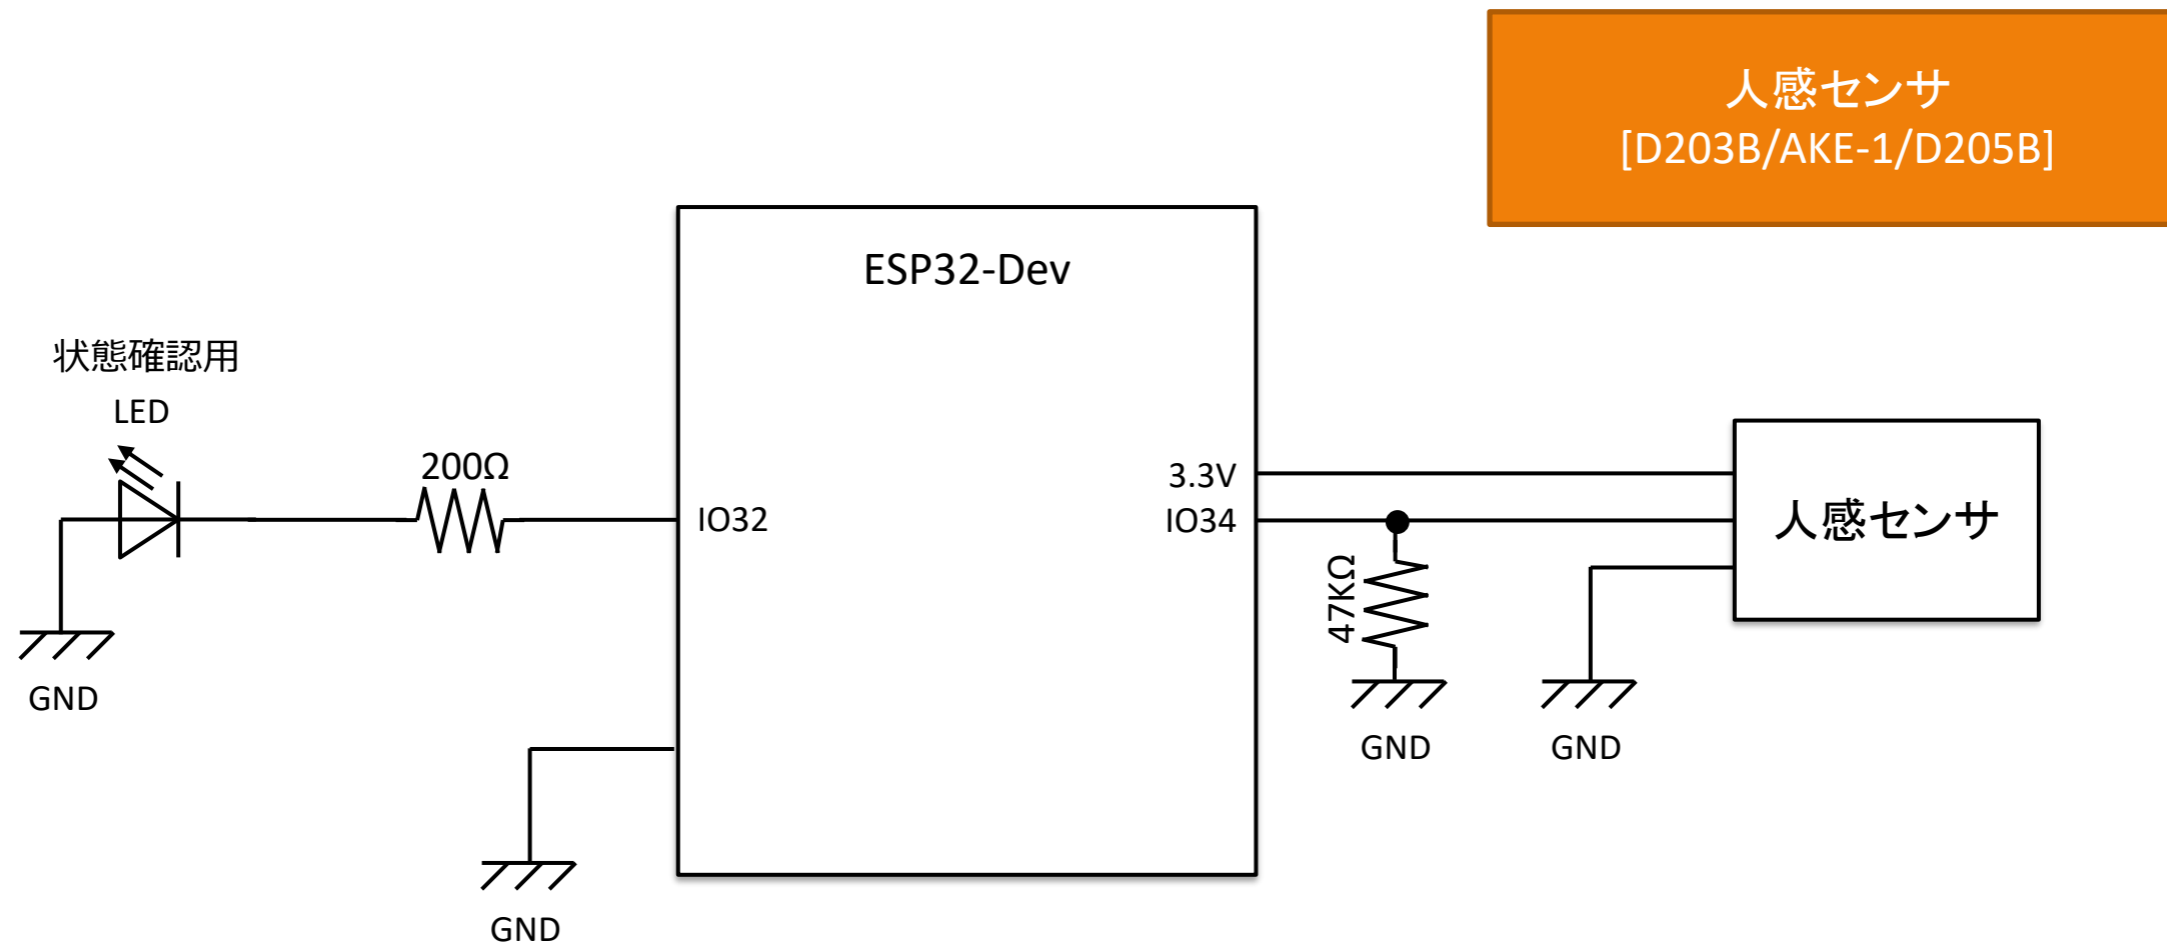 人感センサ
[D203B/AKE-1/D205B]
ESP32-Dev
状態確認用
LED
200Ω
IO32
3.3V
IO34
人感センサ
47KΩ
GND
GND
GND
GND